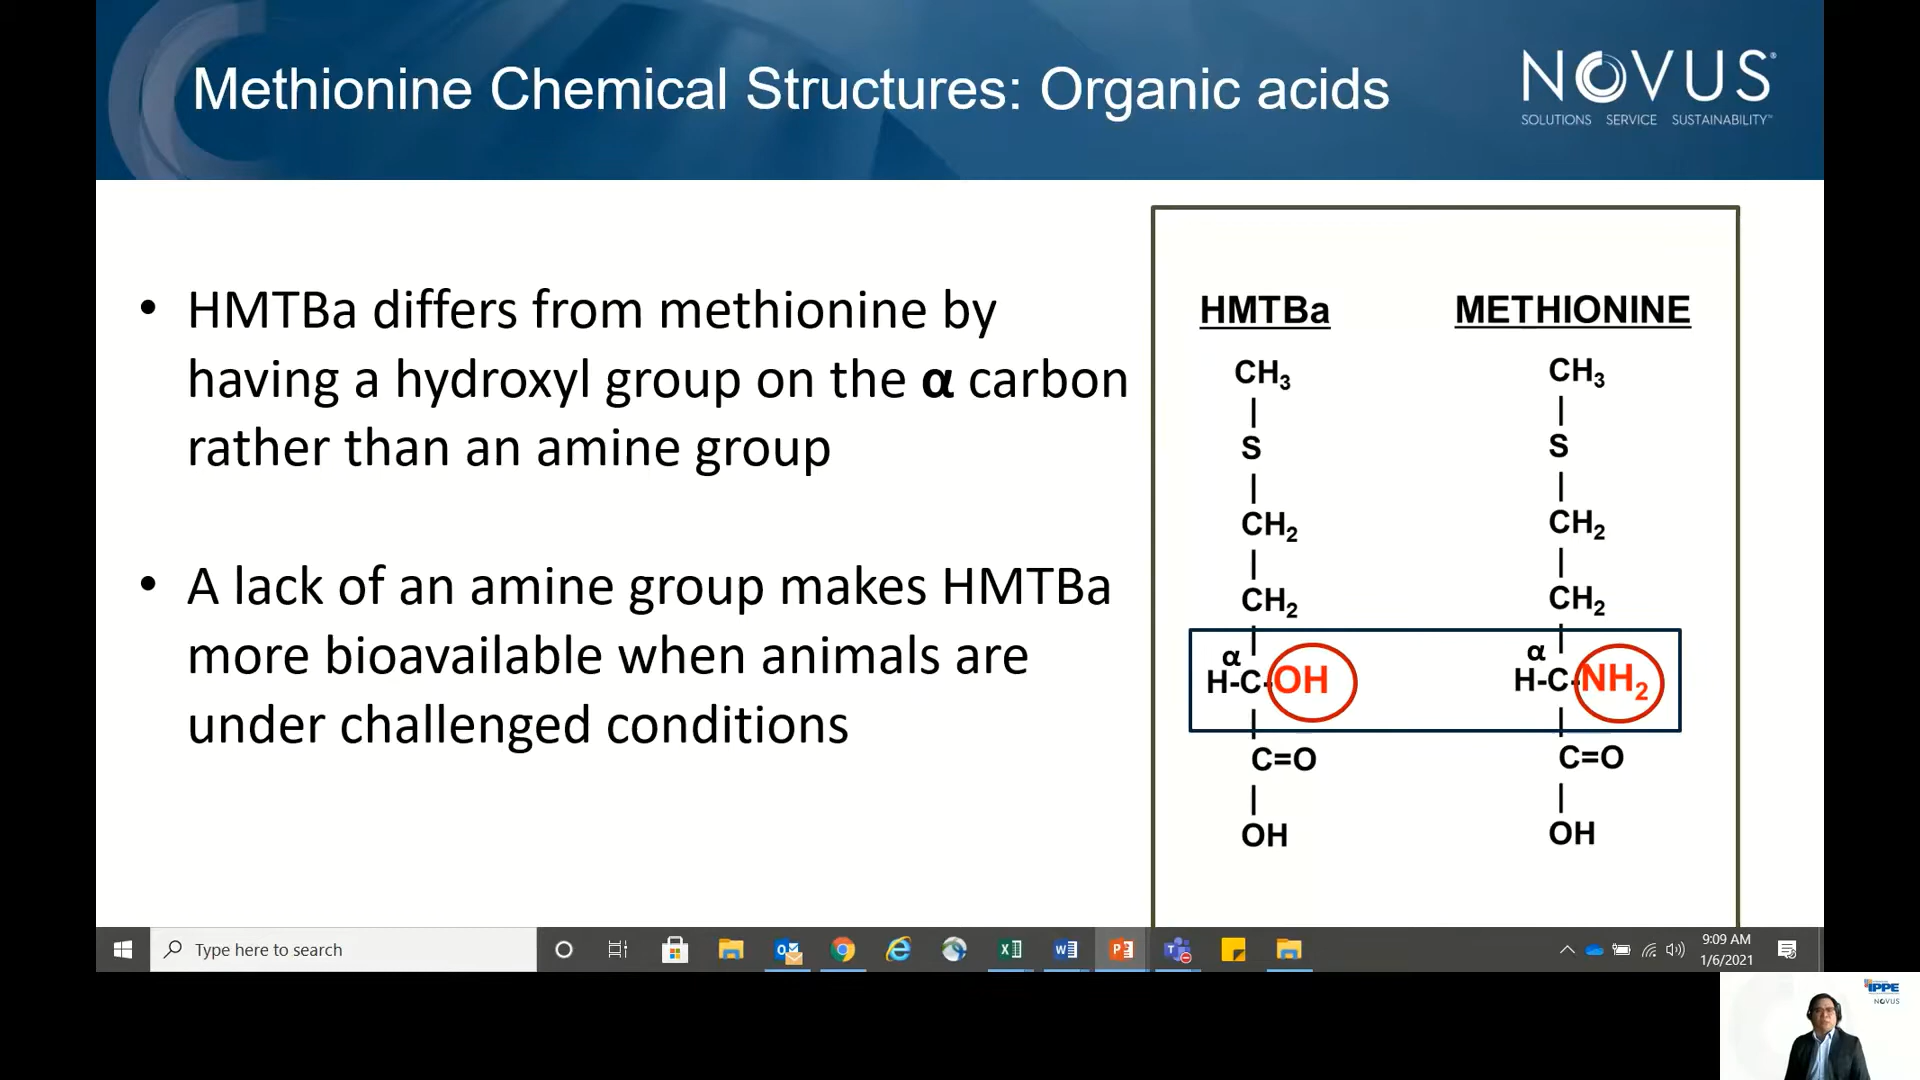 Methionine Chemical Structures: Organic acids
NOVUS®
SOLUTIONS SERVICE SUSTAINABILITY™
• HMTBa differs from methionine by
having a hydroxyl group on the α carbon
rather than an amine group
• A lack of an amine group makes HMTBa
more bioavailable when animals are
under challenged conditions
HMTBa
CH₃
|
S
|
CH₂
|
CH₂
|
α
H-C-OH
|
C=O
|
OH
METHIONINE
CH₃
|
S
|
CH₂
|
CH₂
|
α
H-C-NH₂
|
C=O
|
OH
Type here to search
9:09 AM
1/6/2021
IPPE
NOVUS